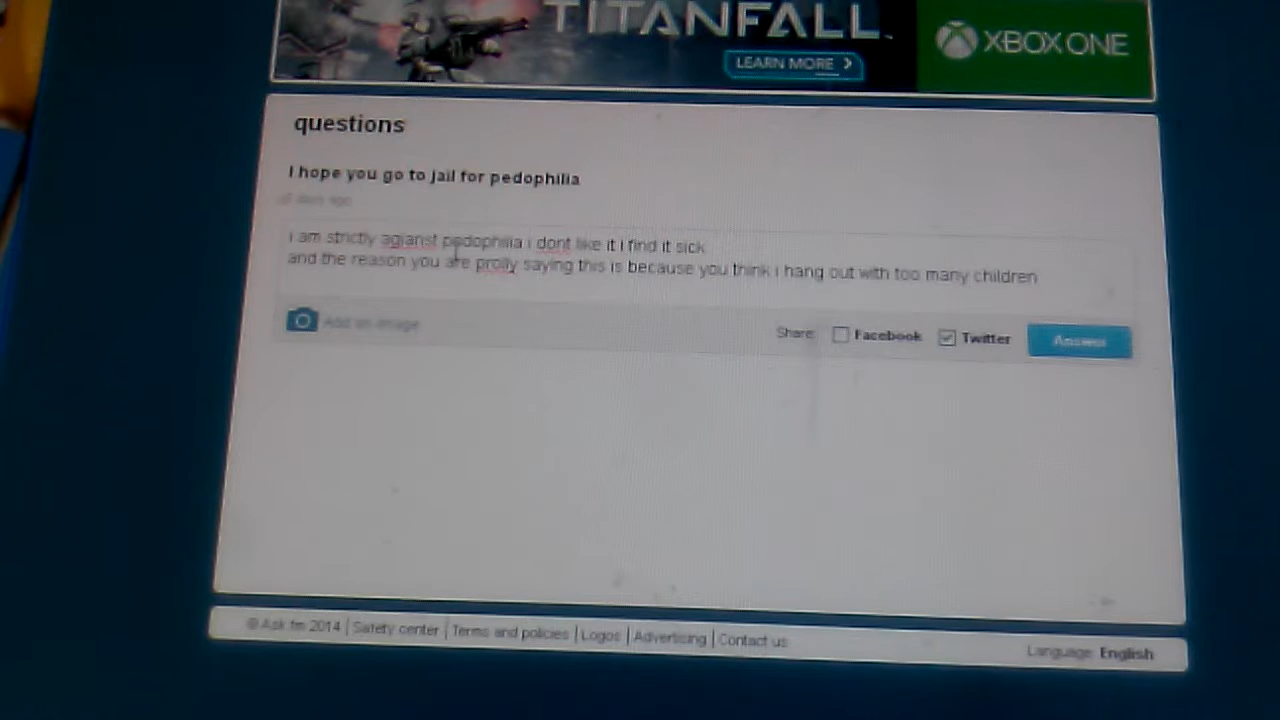 TITANFALL
LEARN MORE >
XBOX ONE
questions
I hope you go to jail for pedophilia
days ago
i am strictly agianst pedophilia i dont like it i find it sick
and the reason you are prolly saying this is because you think i hang out with too many children
Add an image
Share: Facebook Twitter Answer
© Ask fm 2014 | Safety center | Terms and policies | Logos | Advertising | Contact us
Language: English